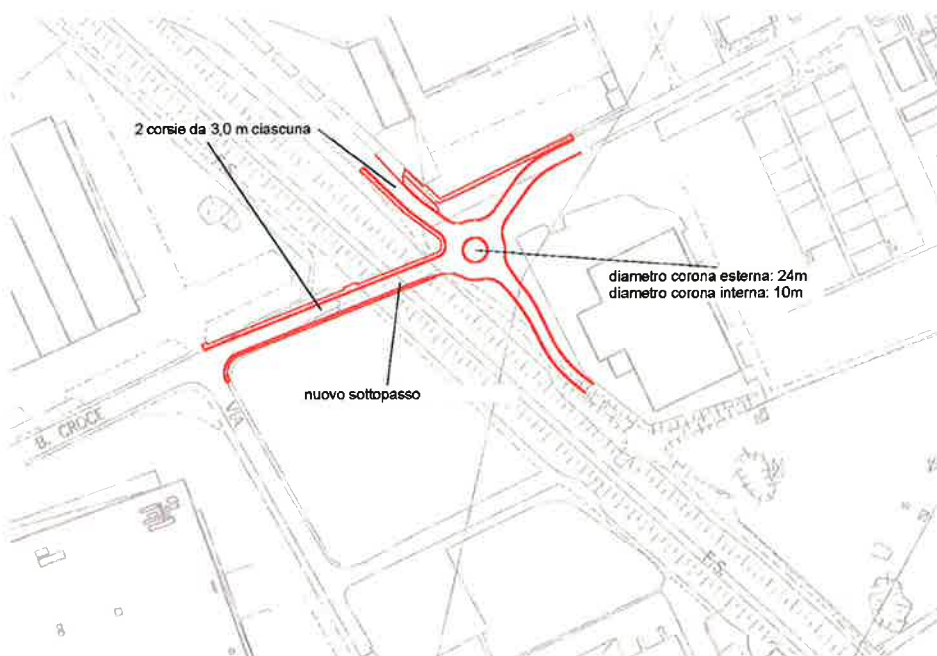 2 corsie da 3,0 m ciascuna
diametro corona esterna: 24m
diametro corona interna: 10m
nuovo sottopasso
B. CROCE
VIA
F.S.